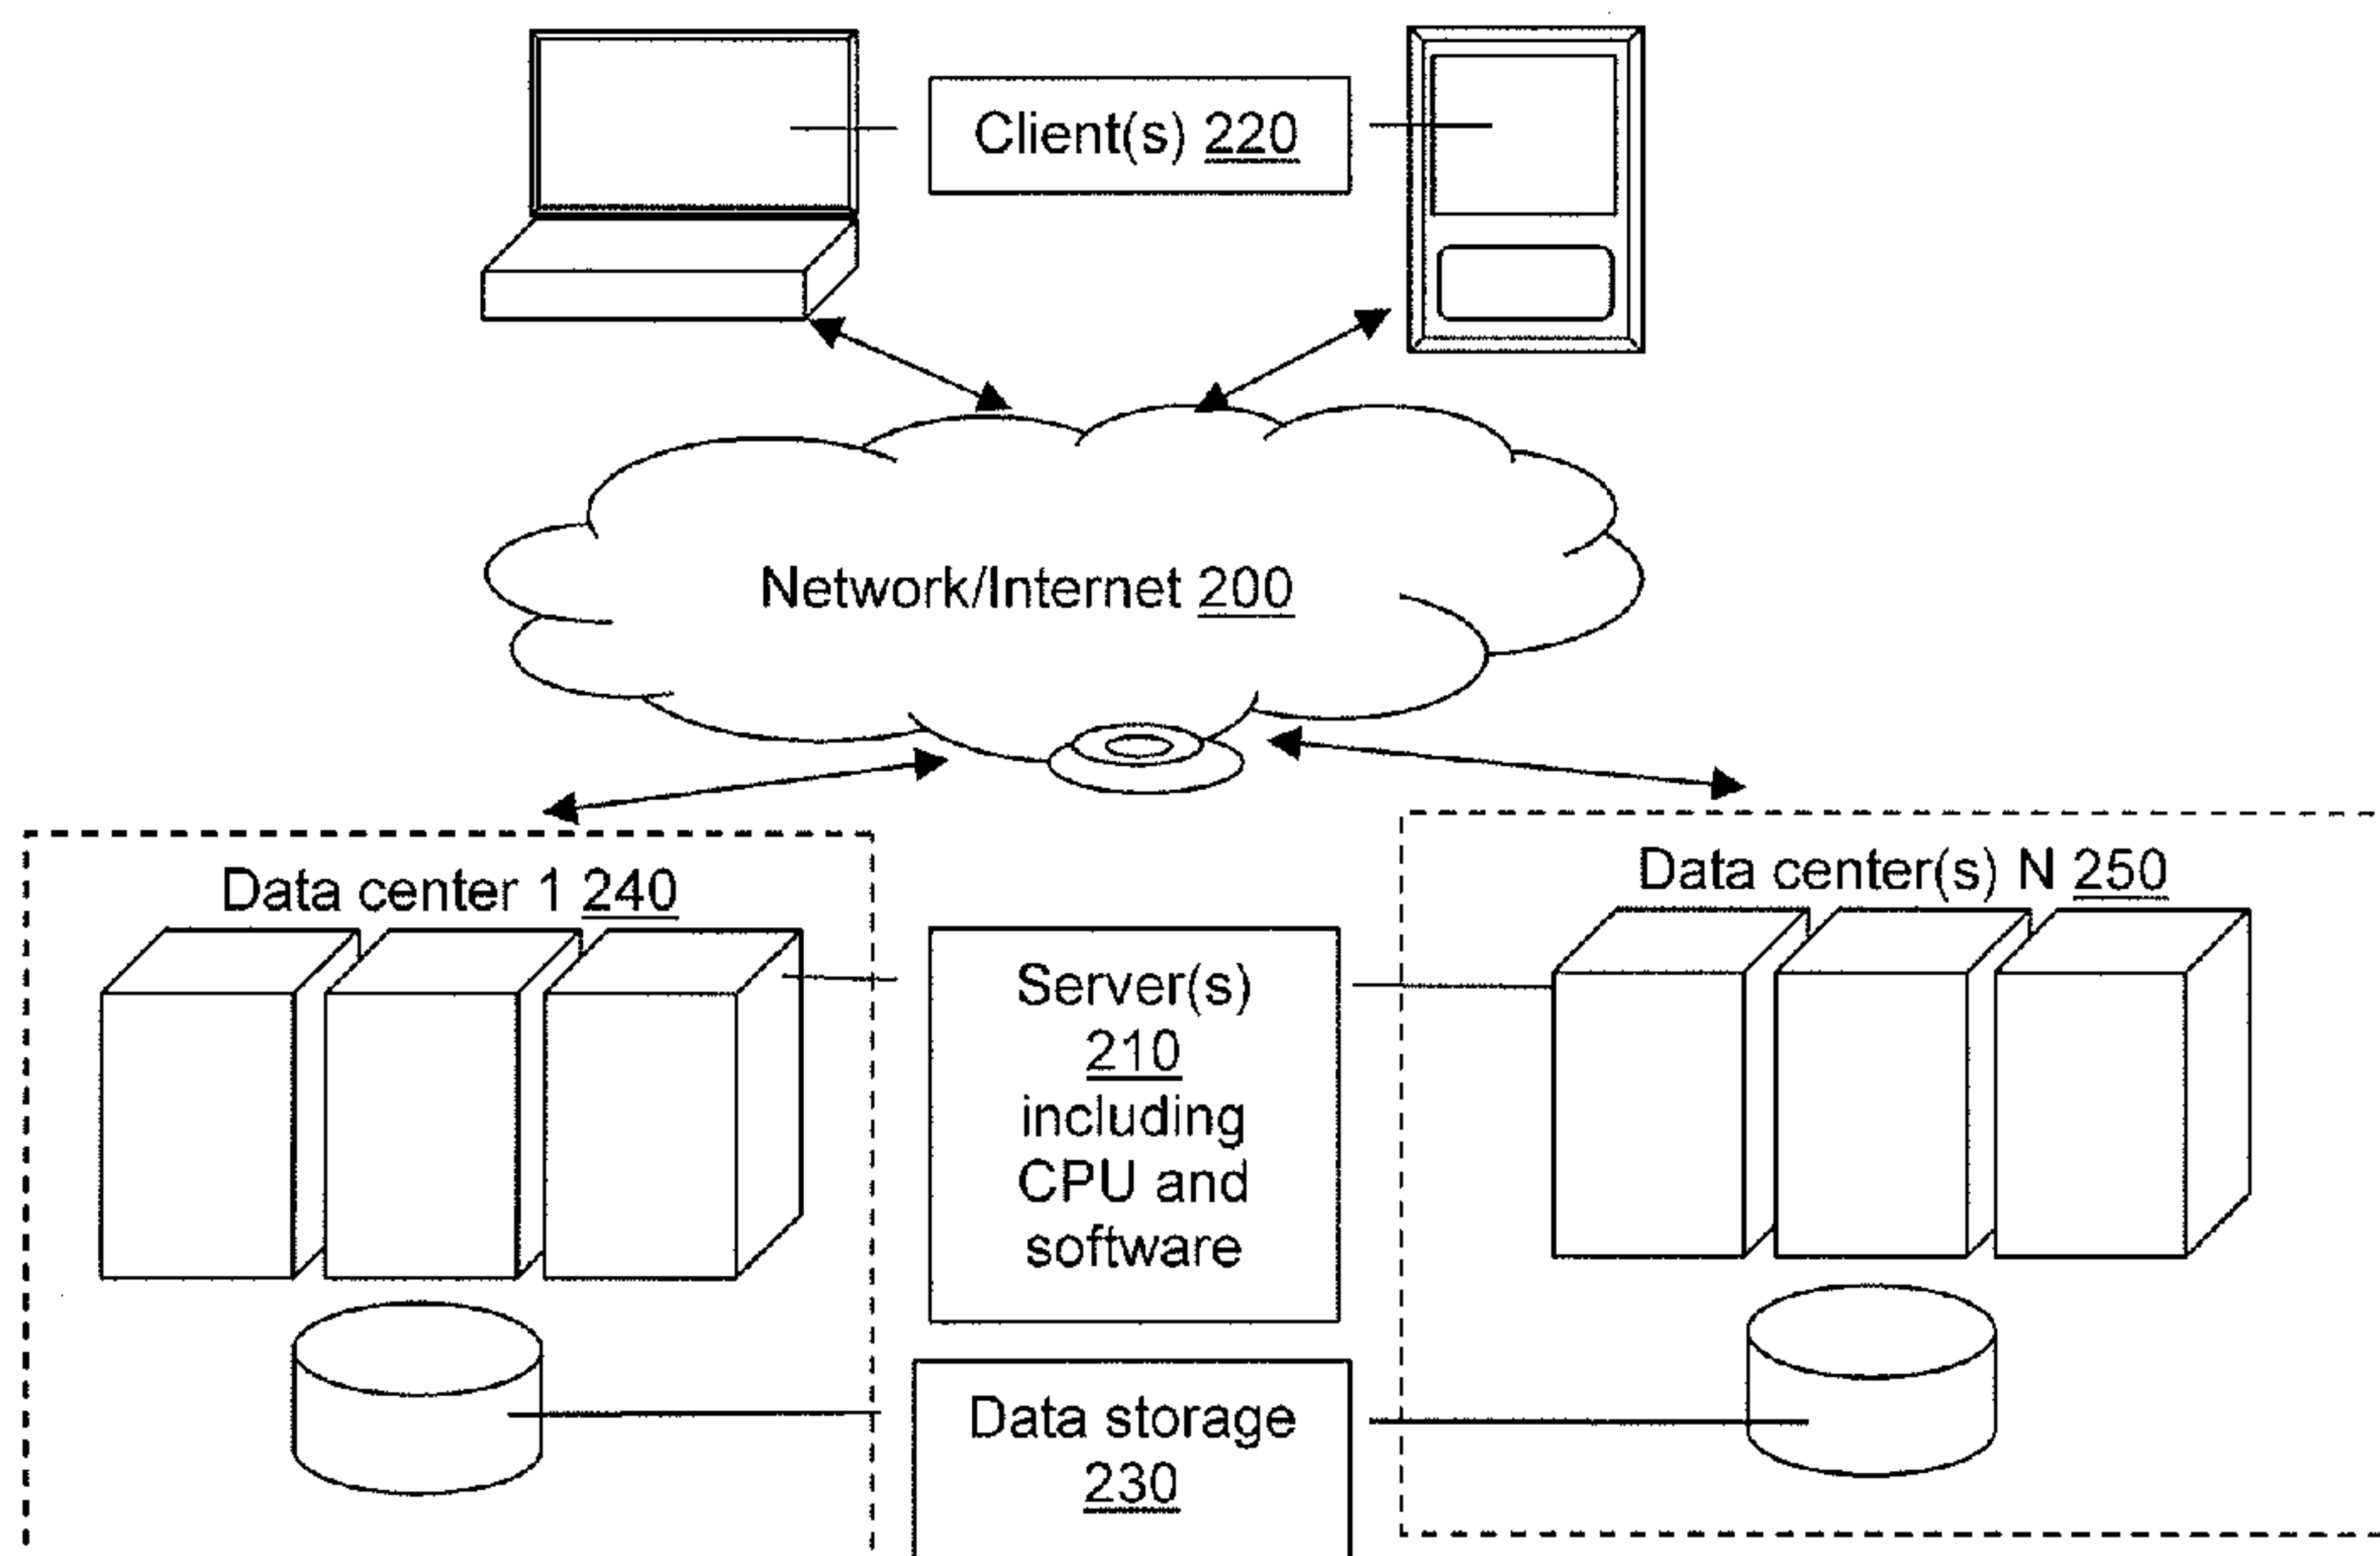 Client(s) 220
Network/Internet 200
Data center 1 240
Data center(s) N 250
Server(s)
210
including
CPU and
software
Data storage
230